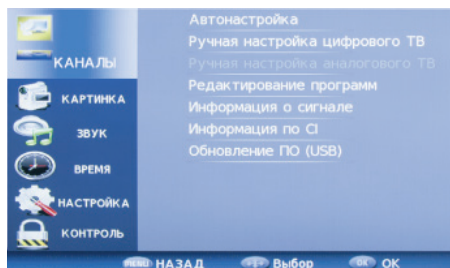 КАНАЛЫ
КАРТИНКА
ЗВУК
ВРЕМЯ
НАСТРОЙКА
КОНТРОЛЬ
Автонастройка
Ручная настройка цифрового ТВ
Ручная настройка аналогового ТВ
Редактирование программ
Информация о сигнале
Информация по CI
Обновление ПО (USB)
MENU НАЗАД Выбор OK OK